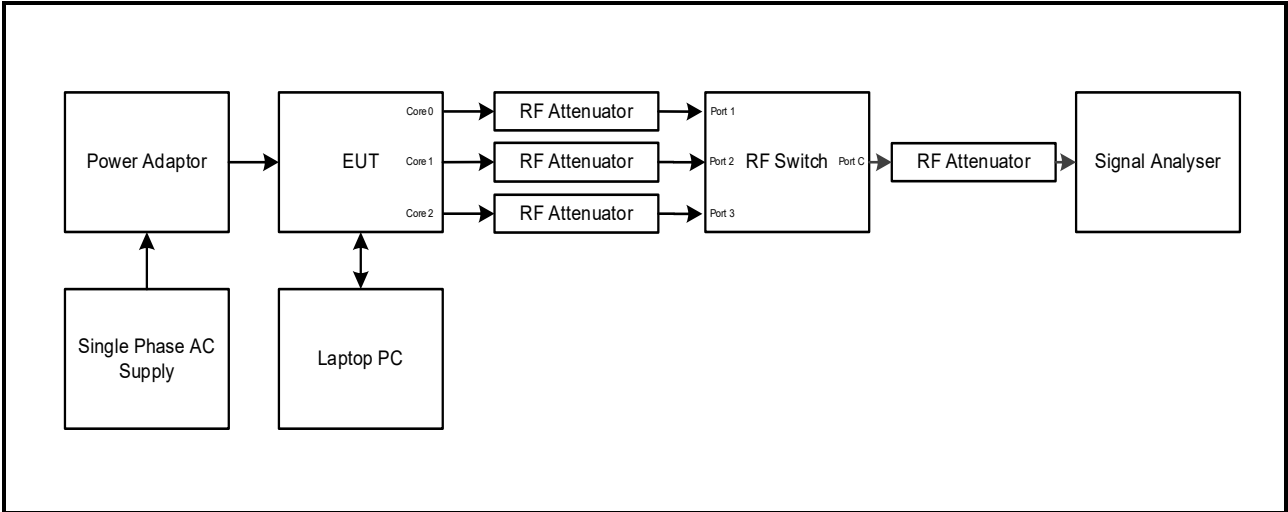 Power Adaptor
EUT
Core 0
Core 1
Core 2
RF Attenuator
RF Attenuator
RF Attenuator
Port 1
Port 2
Port 3
RF Switch
Port C
RF Attenuator
Signal Analyser
Single Phase AC
Supply
Laptop PC